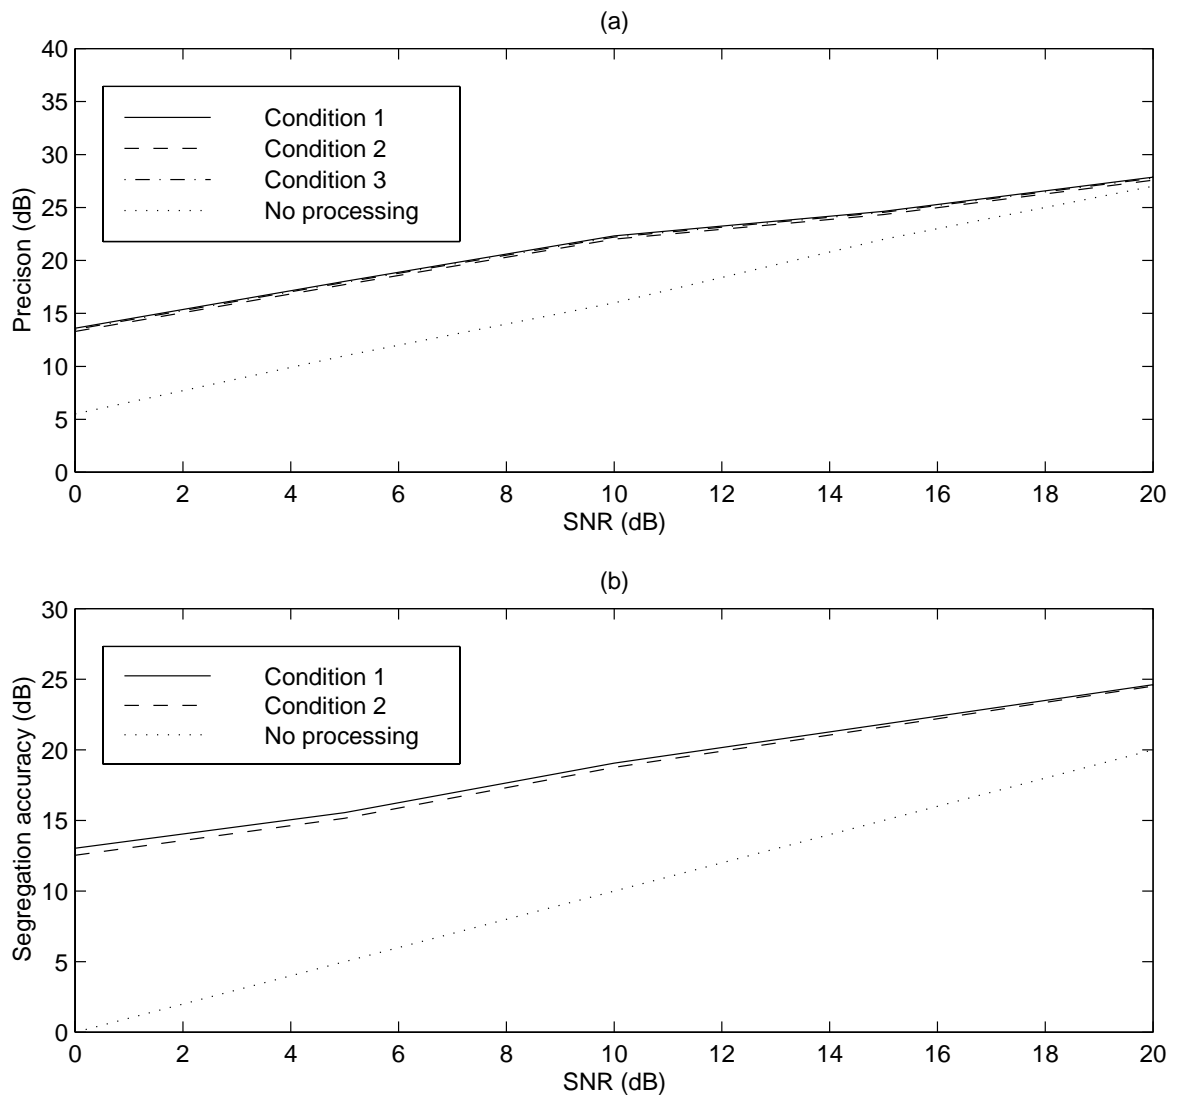 (a)
40
35
30
25
20
15
10
5
0
Precison (dB)
Condition 1
Condition 2
Condition 3
No processing
0 2 4 6 8 10 12 14 16 18 20
SNR (dB)
(b)
30
25
20
15
10
5
0
Segregation accuracy (dB)
Condition 1
Condition 2
No processing
0 2 4 6 8 10 12 14 16 18 20
SNR (dB)